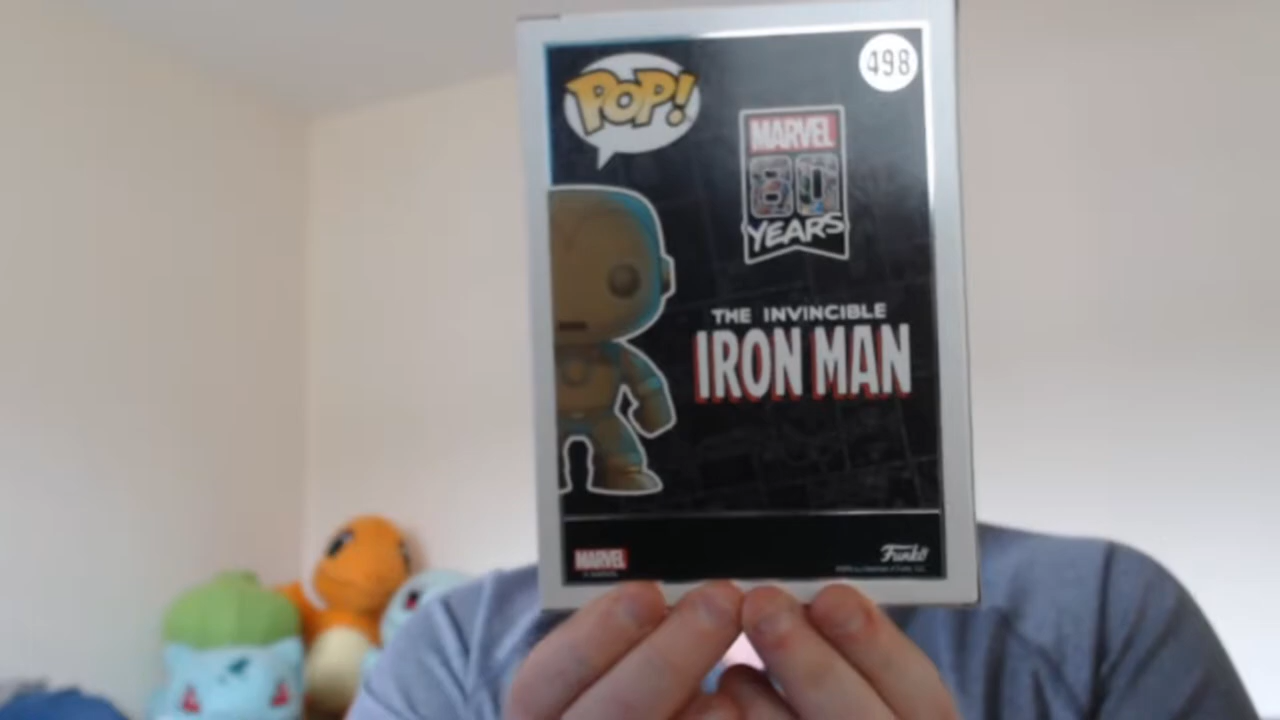 POP!
498
MARVEL
80
YEARS
THE INVINCIBLE
IRON MAN
MARVEL
Funko